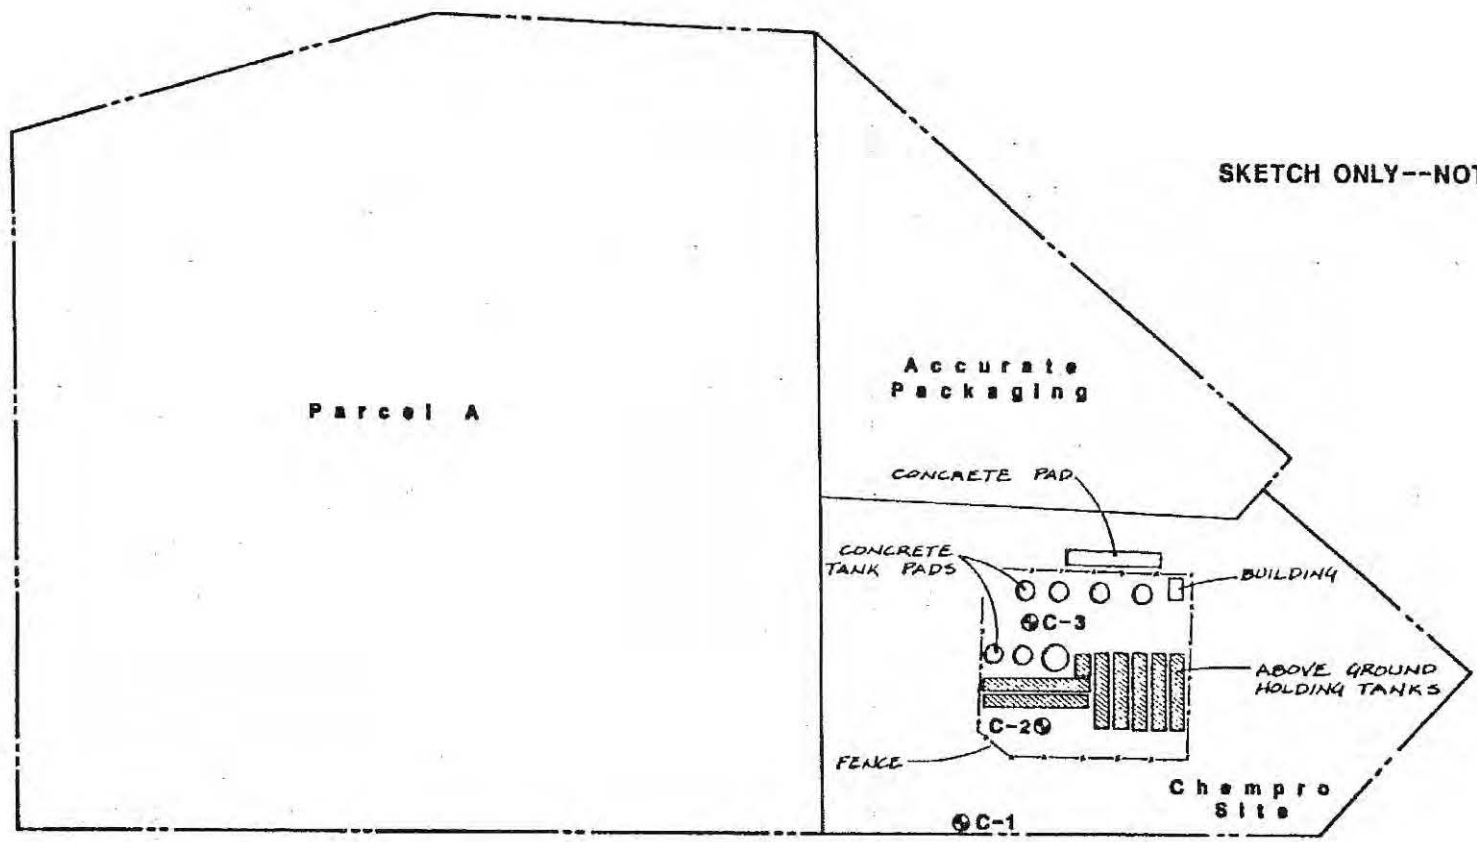 SKETCH ONLY--NOT
Accurate
Packaging
Parcel A
CONCRETE PAD
CONCRETE
TANK PADS
BUILDING
C-3
ABOVE GROUND
HOLDING TANKS
C-2
FENCE
Chempro
Site
C-1